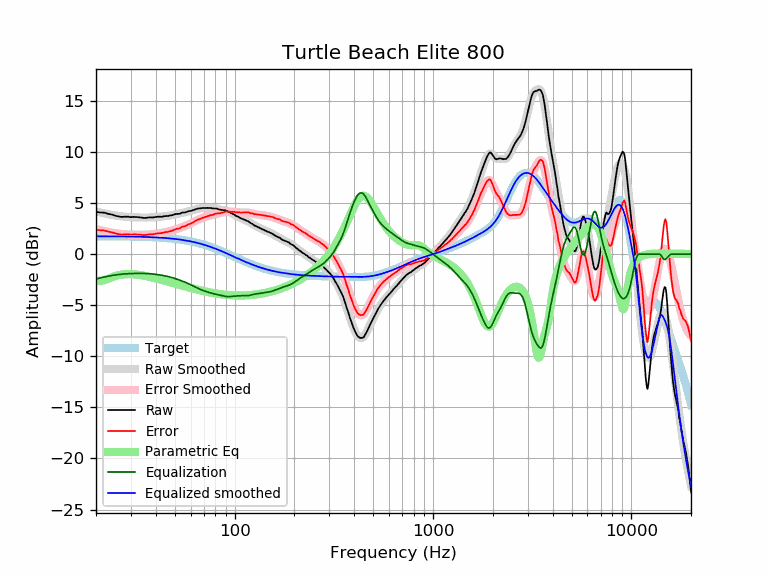 Turtle Beach Elite 800
Amplitude (dBr)
15
10
5
0
−5
−10
−15
−20
−25
Target
Raw Smoothed
Error Smoothed
Raw
Error
Parametric Eq
Equalization
Equalized smoothed
100
1000
10000
Frequency (Hz)